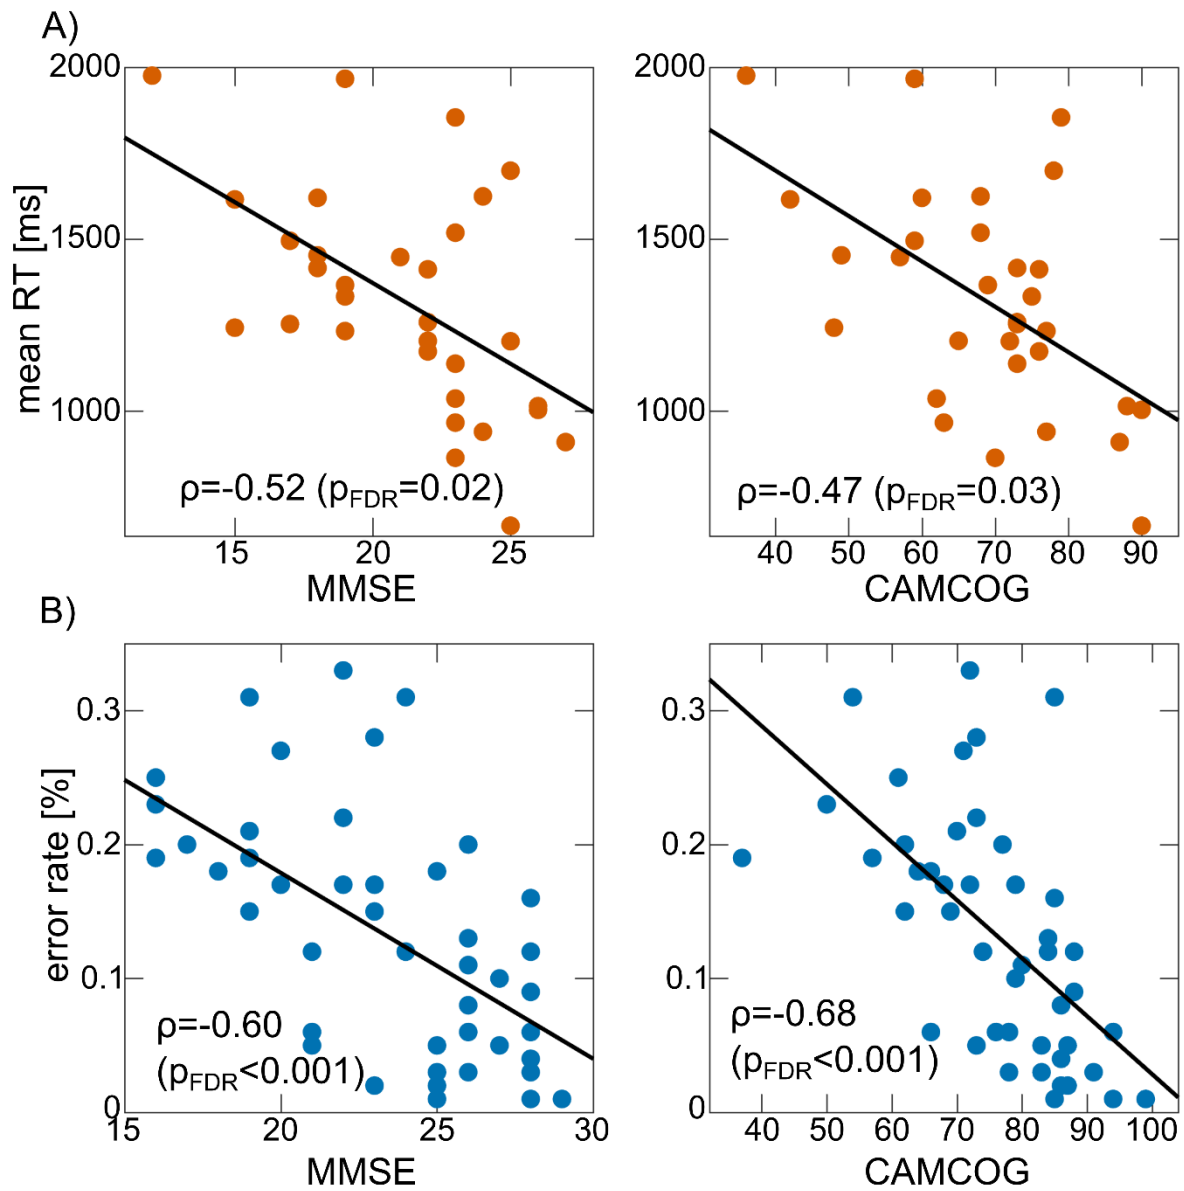 A)
2000
1500
1000
mean RT [ms]
ρ=-0.52 (pFDR=0.02)
15 20 25
MMSE
2000
1500
1000
ρ=-0.47 (pFDR=0.03)
40 50 60 70 80 90
CAMCOG
B)
0.3
0.2
0.1
0
error rate [%]
ρ=-0.60
(pFDR<0.001)
15 20 25 30
MMSE
0.3
0.2
0.1
0
ρ=-0.68
(pFDR<0.001)
40 50 60 70 80 90 100
CAMCOG